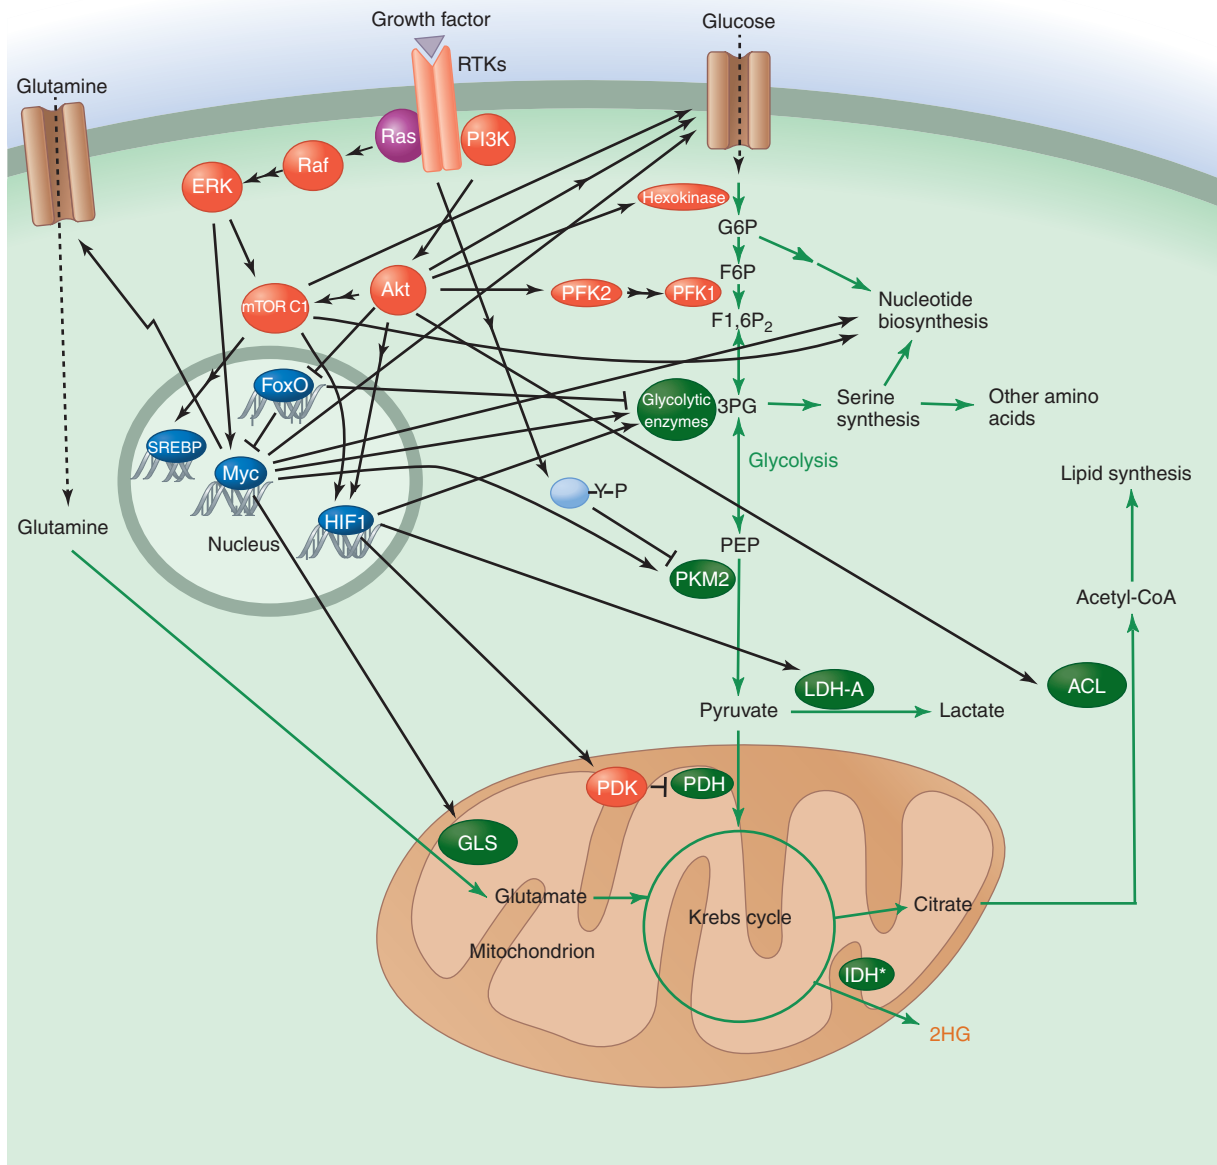 Growth factor
Glucose
RTKs
Glutamine
Ras
PI3K
Raf
ERK
Hexokinase
G6P
F6P
mTOR C1
Akt
PFK2
PFK1
Nucleotide
biosynthesis
F1,6P2
FoxO
Glycolytic
enzymes
3PG
Serine
synthesis
Other amino
acids
SREBP
Myc
Glycolysis
Lipid synthesis
Y–P
HIF1
Glutamine
Nucleus
PEP
PKM2
Acetyl-CoA
LDH-A
ACL
Pyruvate
Lactate
PDK
PDH
GLS
Glutamate
Krebs cycle
Citrate
Mitochondrion
IDH*
2HG